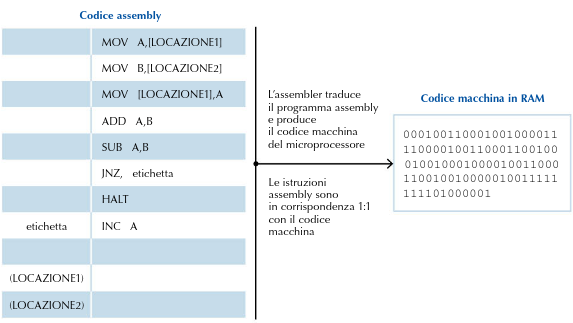 Codice assembly
MOV A,[LOCAZIONE1]
MOV B,[LOCAZIONE2]
MOV [LOCAZIONE1],A
ADD A,B
SUB A,B
JNZ, etichetta
HALT
etichetta INC A
(LOCAZIONE1)
(LOCAZIONE2)
L'assembler traduce
il programma assembly
e produce
il codice macchina
del microprocessore
Le istruzioni
assembly sono
in corrispondenza 1:1
con il codice
macchina
Codice macchina in RAM
000100110001001000011
110000100110001100100
010010001000010011000
110010010000010011111
111101000001